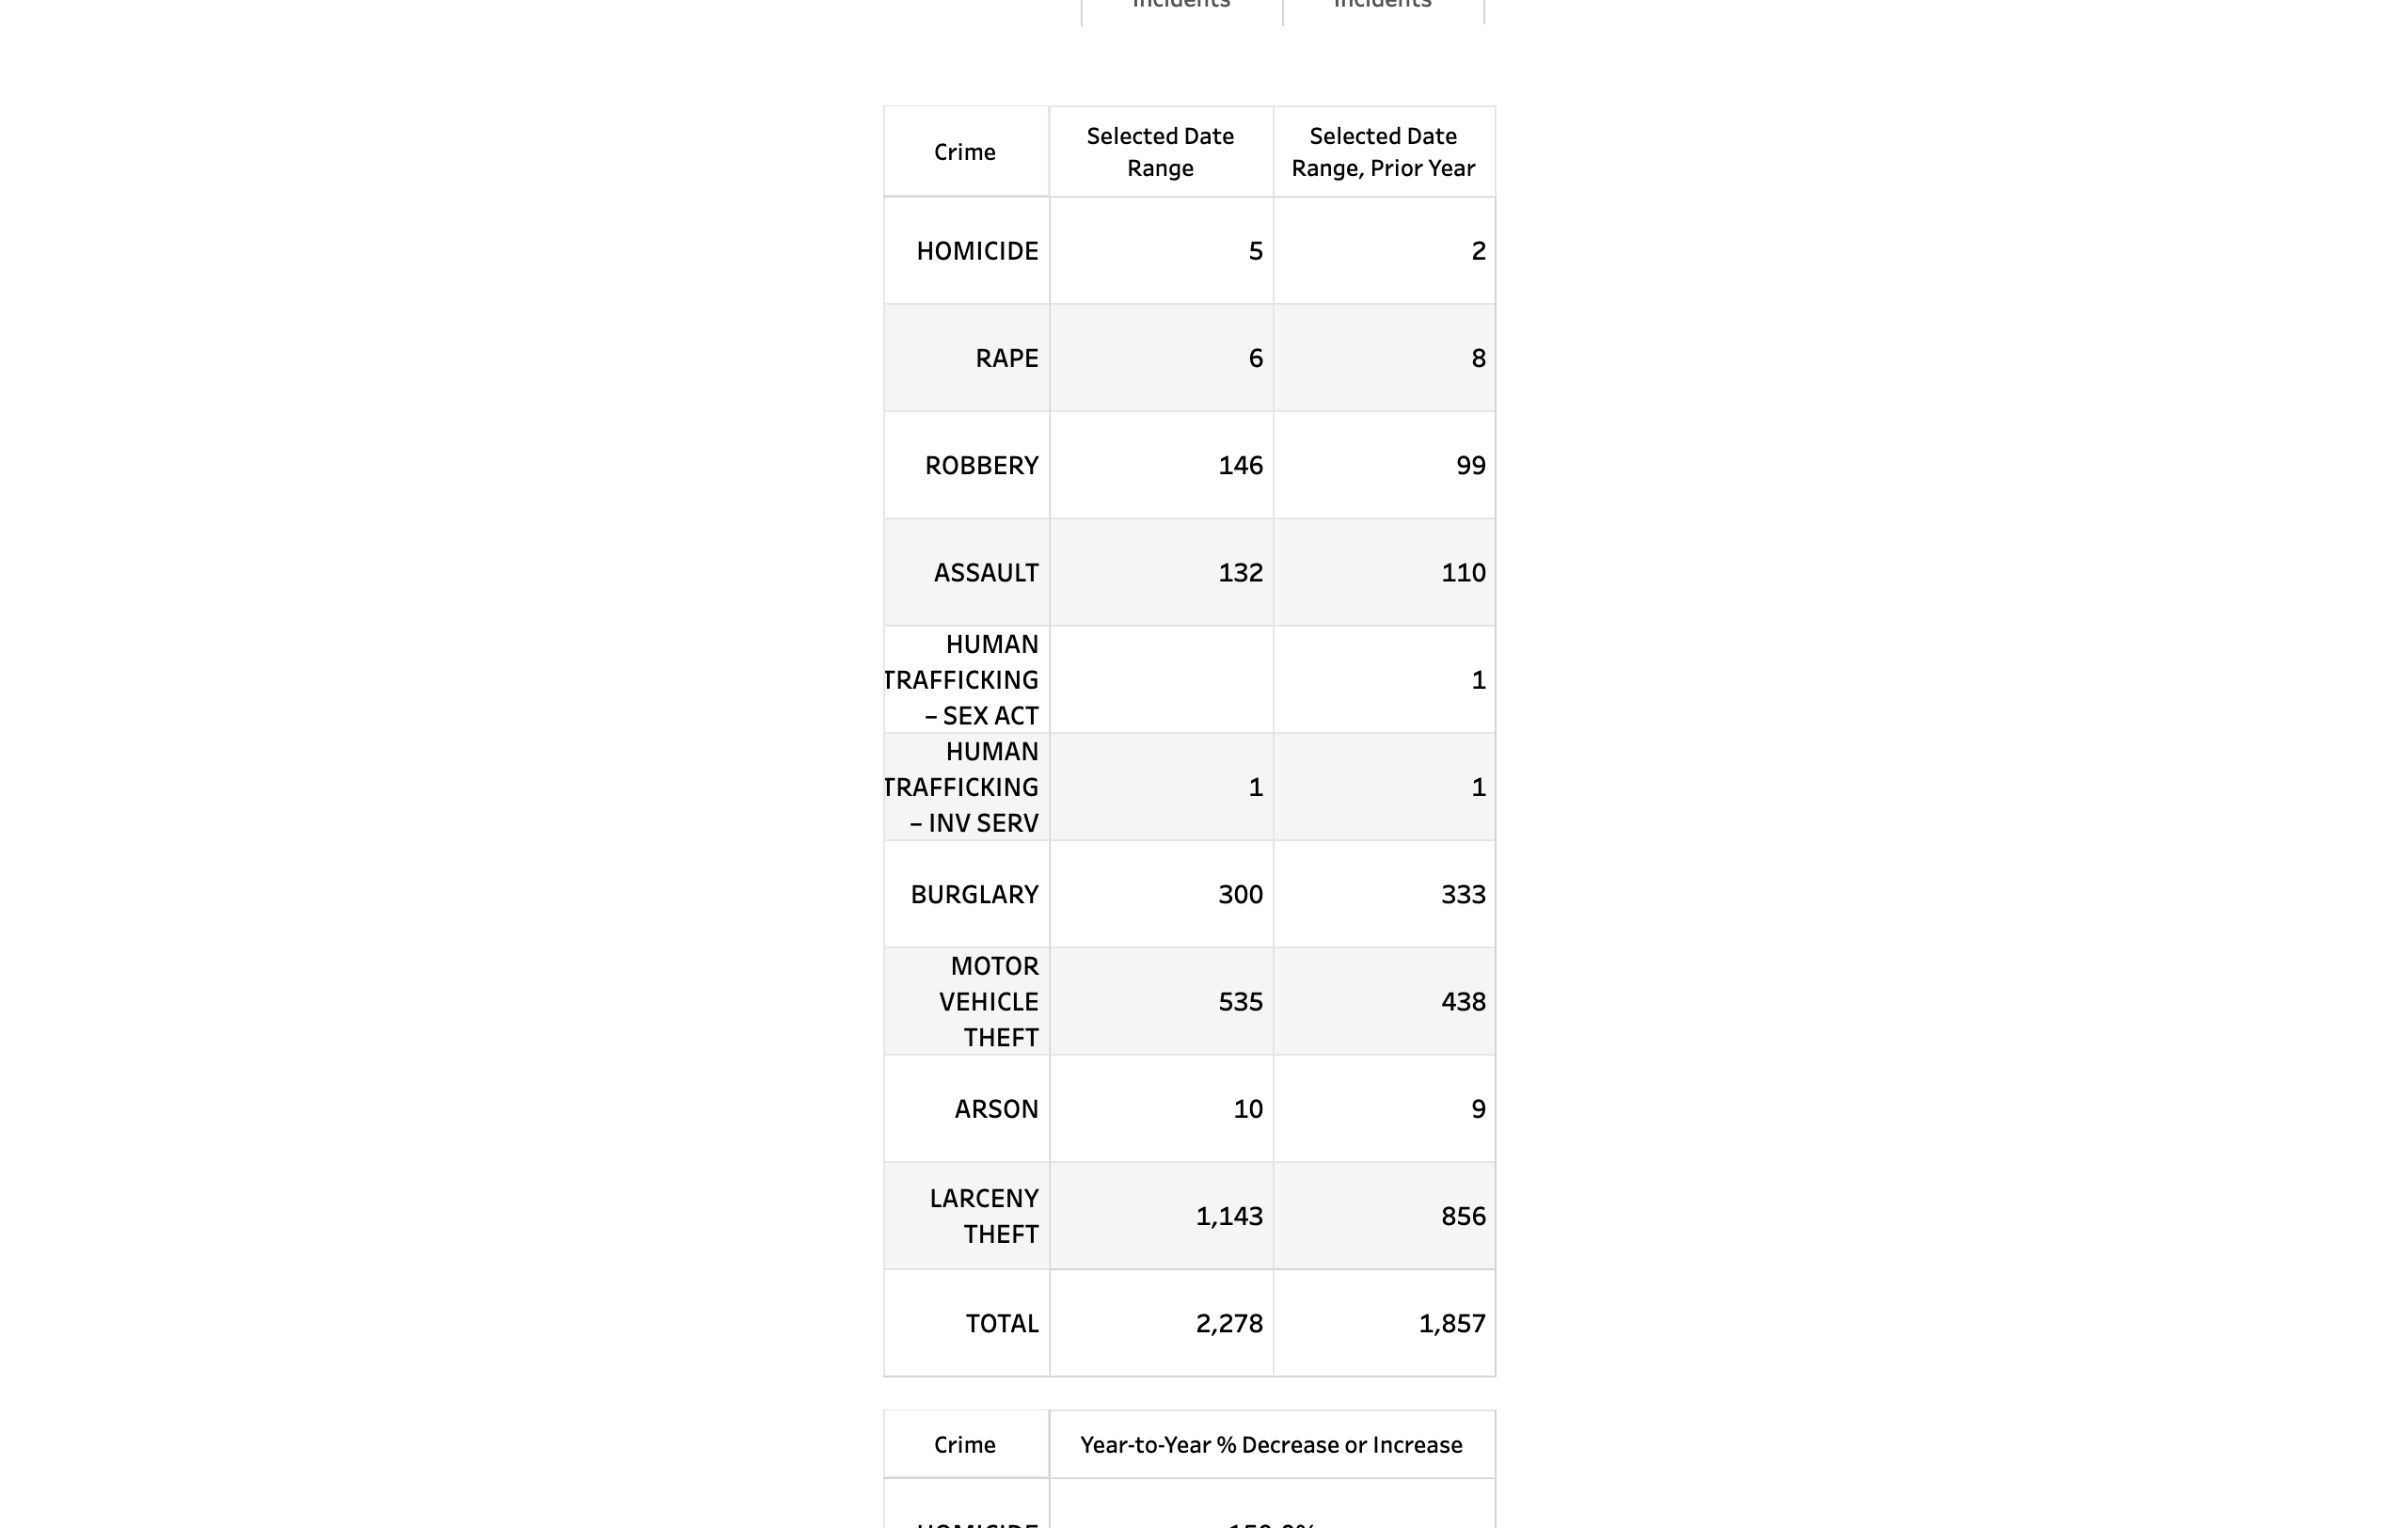 Incidents Incidents
Crime Selected Date Range Selected Date Range, Prior Year
HOMICIDE 5 2
RAPE 6 8
ROBBERY 146 99
ASSAULT 132 110
HUMAN TRAFFICKING – SEX ACT 1
HUMAN TRAFFICKING – INV SERV 1 1
BURGLARY 300 333
MOTOR VEHICLE THEFT 535 438
ARSON 10 9
LARCENY THEFT 1,143 856
TOTAL 2,278 1,857
Crime Year-to-Year % Decrease or Increase
HOMICIDE 150.0%